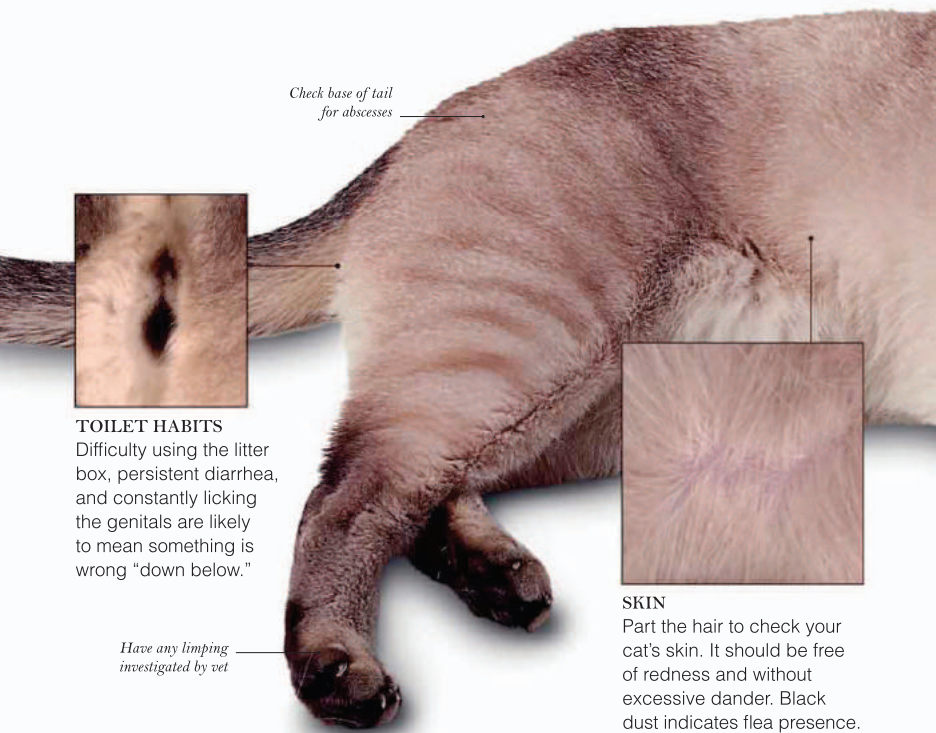 Check base of tail
for abscesses
TOILET HABITS
Difficulty using the litter
box, persistent diarrhea,
and constantly licking
the genitals are likely
to mean something is
wrong “down below.”
Have any limping
investigated by vet
SKIN
Part the hair to check your
cat’s skin. It should be free
of redness and without
excessive dander. Black
dust indicates flea presence.